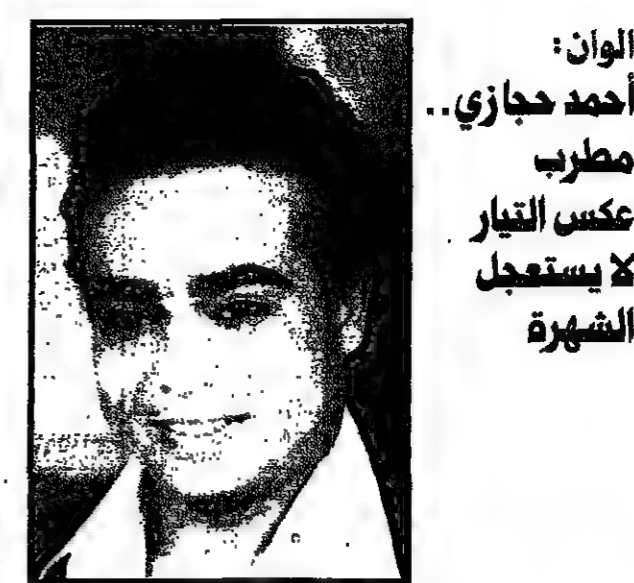 الوان:
أحمد حجازي..
مطرب
عكس التيار
لا يستعجل
الشهرة